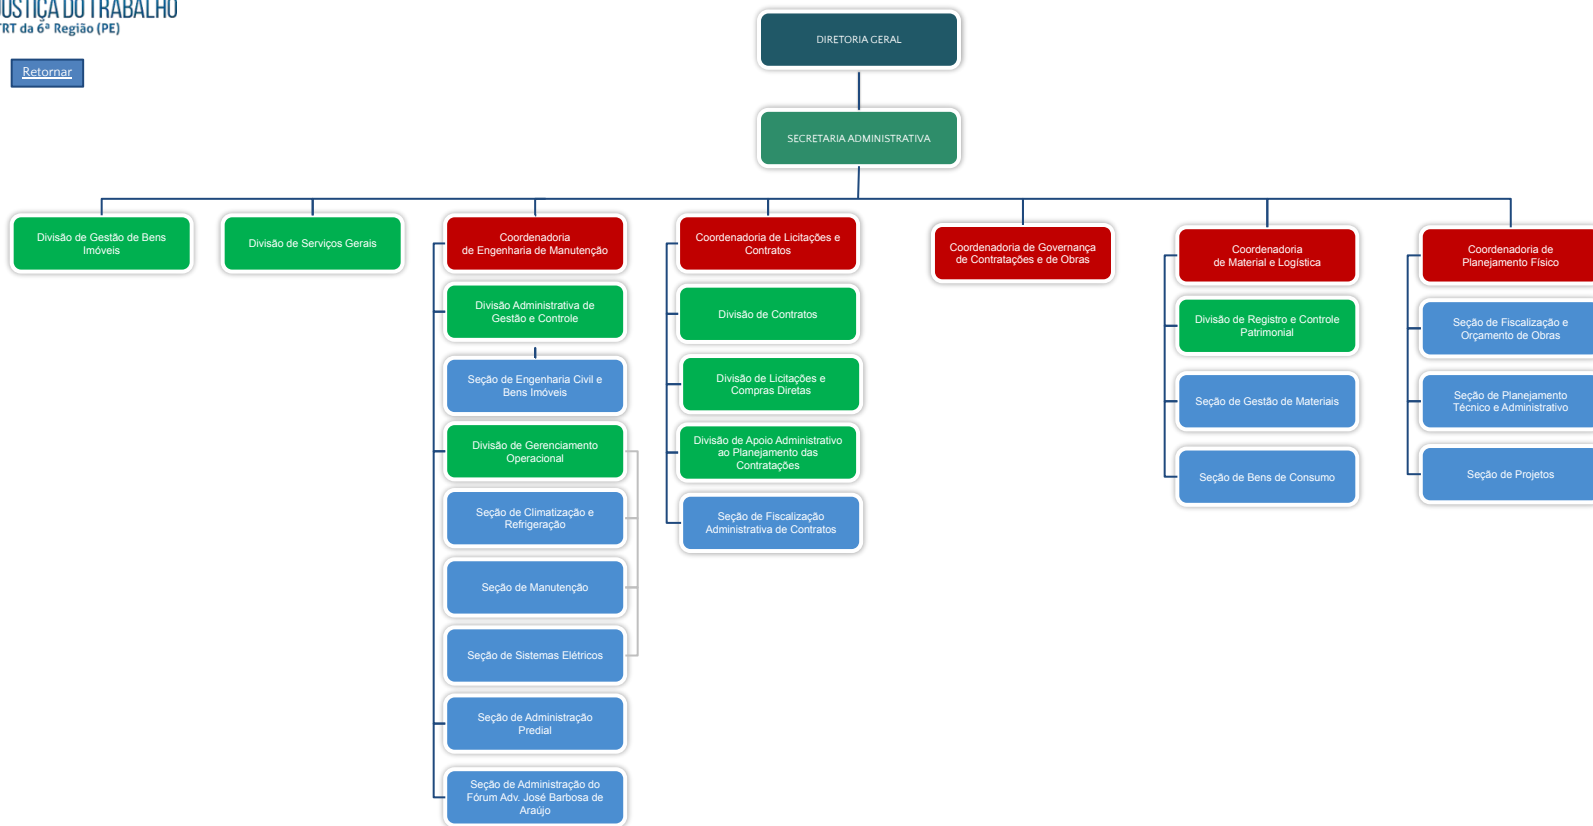 JUSTIÇA DO TRABALHO
TRT da 6ª Região (PE)
Retornar
DIRETORIA GERAL
SECRETARIA ADMINISTRATIVA
Divisão de Gestão de Bens
Imóveis
Divisão de Serviços Gerais
Coordenadoria
de Engenharia de Manutenção
Divisão Administrativa de
Gestão e Controle
Seção de Engenharia Civil e
Bens Imóveis
Divisão de Gerenciamento
Operacional
Seção de Climatização e
Refrigeração
Seção de Manutenção
Seção de Sistemas Elétricos
Seção de Administração
Predial
Seção de Administração do
Fórum Adv. José Barbosa de
Araújo
Coordenadoria de Licitações e
Contratos
Divisão de Contratos
Divisão de Licitações e
Compras Diretas
Divisão de Apoio Administrativo
ao Planejamento das
Contratações
Seção de Fiscalização
Administrativa de Contratos
Coordenadoria de Governança
de Contratações e de Obras
Coordenadoria
de Material e Logística
Divisão de Registro e Controle
Patrimonial
Seção de Gestão de Materiais
Seção de Bens de Consumo
Coordenadoria de
Planejamento Físico
Seção de Fiscalização e
Orçamento de Obras
Seção de Planejamento
Técnico e Administrativo
Seção de Projetos